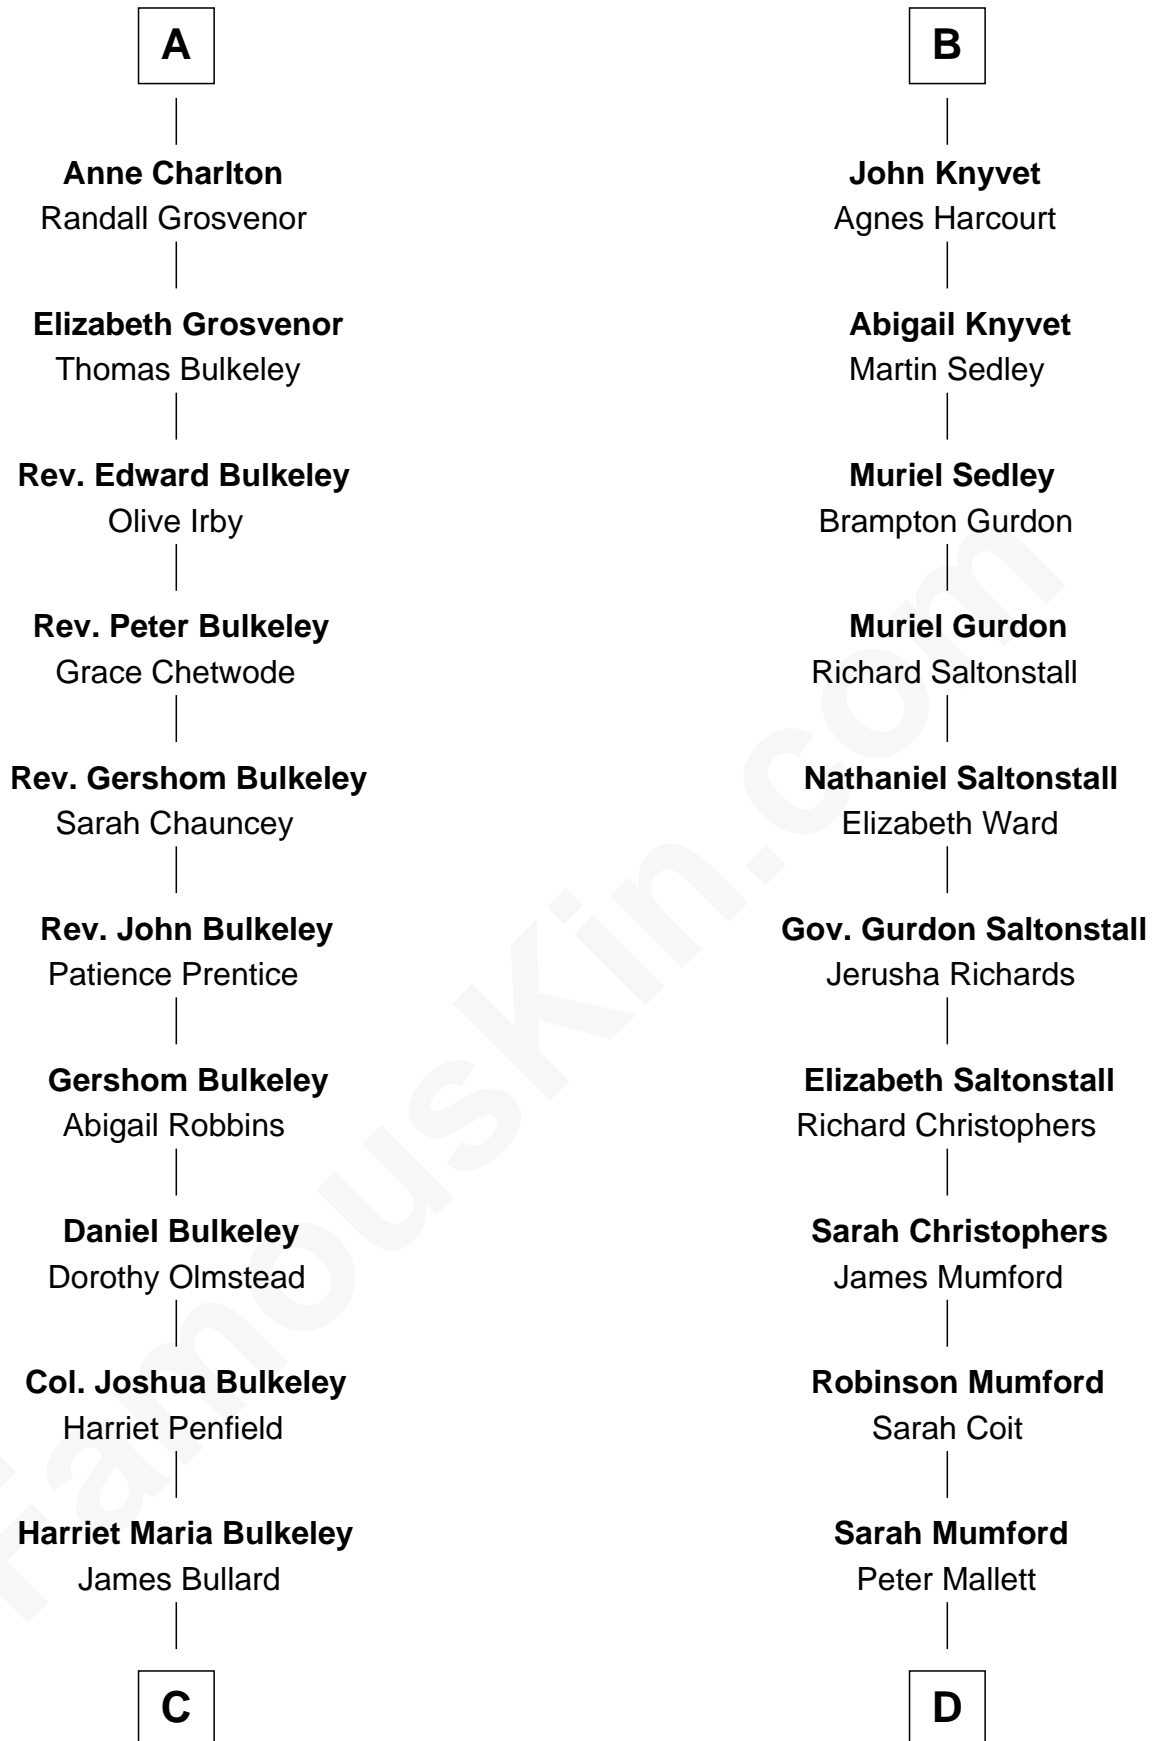 A
Anne Charlton
Randall Grosvenor
Elizabeth Grosvenor
Thomas Bulkeley
Rev. Edward Bulkeley
Olive Irby
Rev. Peter Bulkeley
Grace Chetwode
Rev. Gershom Bulkeley
Sarah Chauncey
Rev. John Bulkeley
Patience Prentice
Gershom Bulkeley
Abigail Robbins
Daniel Bulkeley
Dorothy Olmstead
Col. Joshua Bulkeley
Harriet Penfield
Harriet Maria Bulkeley
James Bullard
C
B
John Knyvet
Agnes Harcourt
Abigail Knyvet
Martin Sedley
Muriel Sedley
Brampton Gurdon
Muriel Gurdon
Richard Saltonstall
Nathaniel Saltonstall
Elizabeth Ward
Gov. Gurdon Saltonstall
Jerusha Richards
Elizabeth Saltonstall
Richard Christophers
Sarah Christophers
James Mumford
Robinson Mumford
Sarah Coit
Sarah Mumford
Peter Mallett
D
FamousKin.com